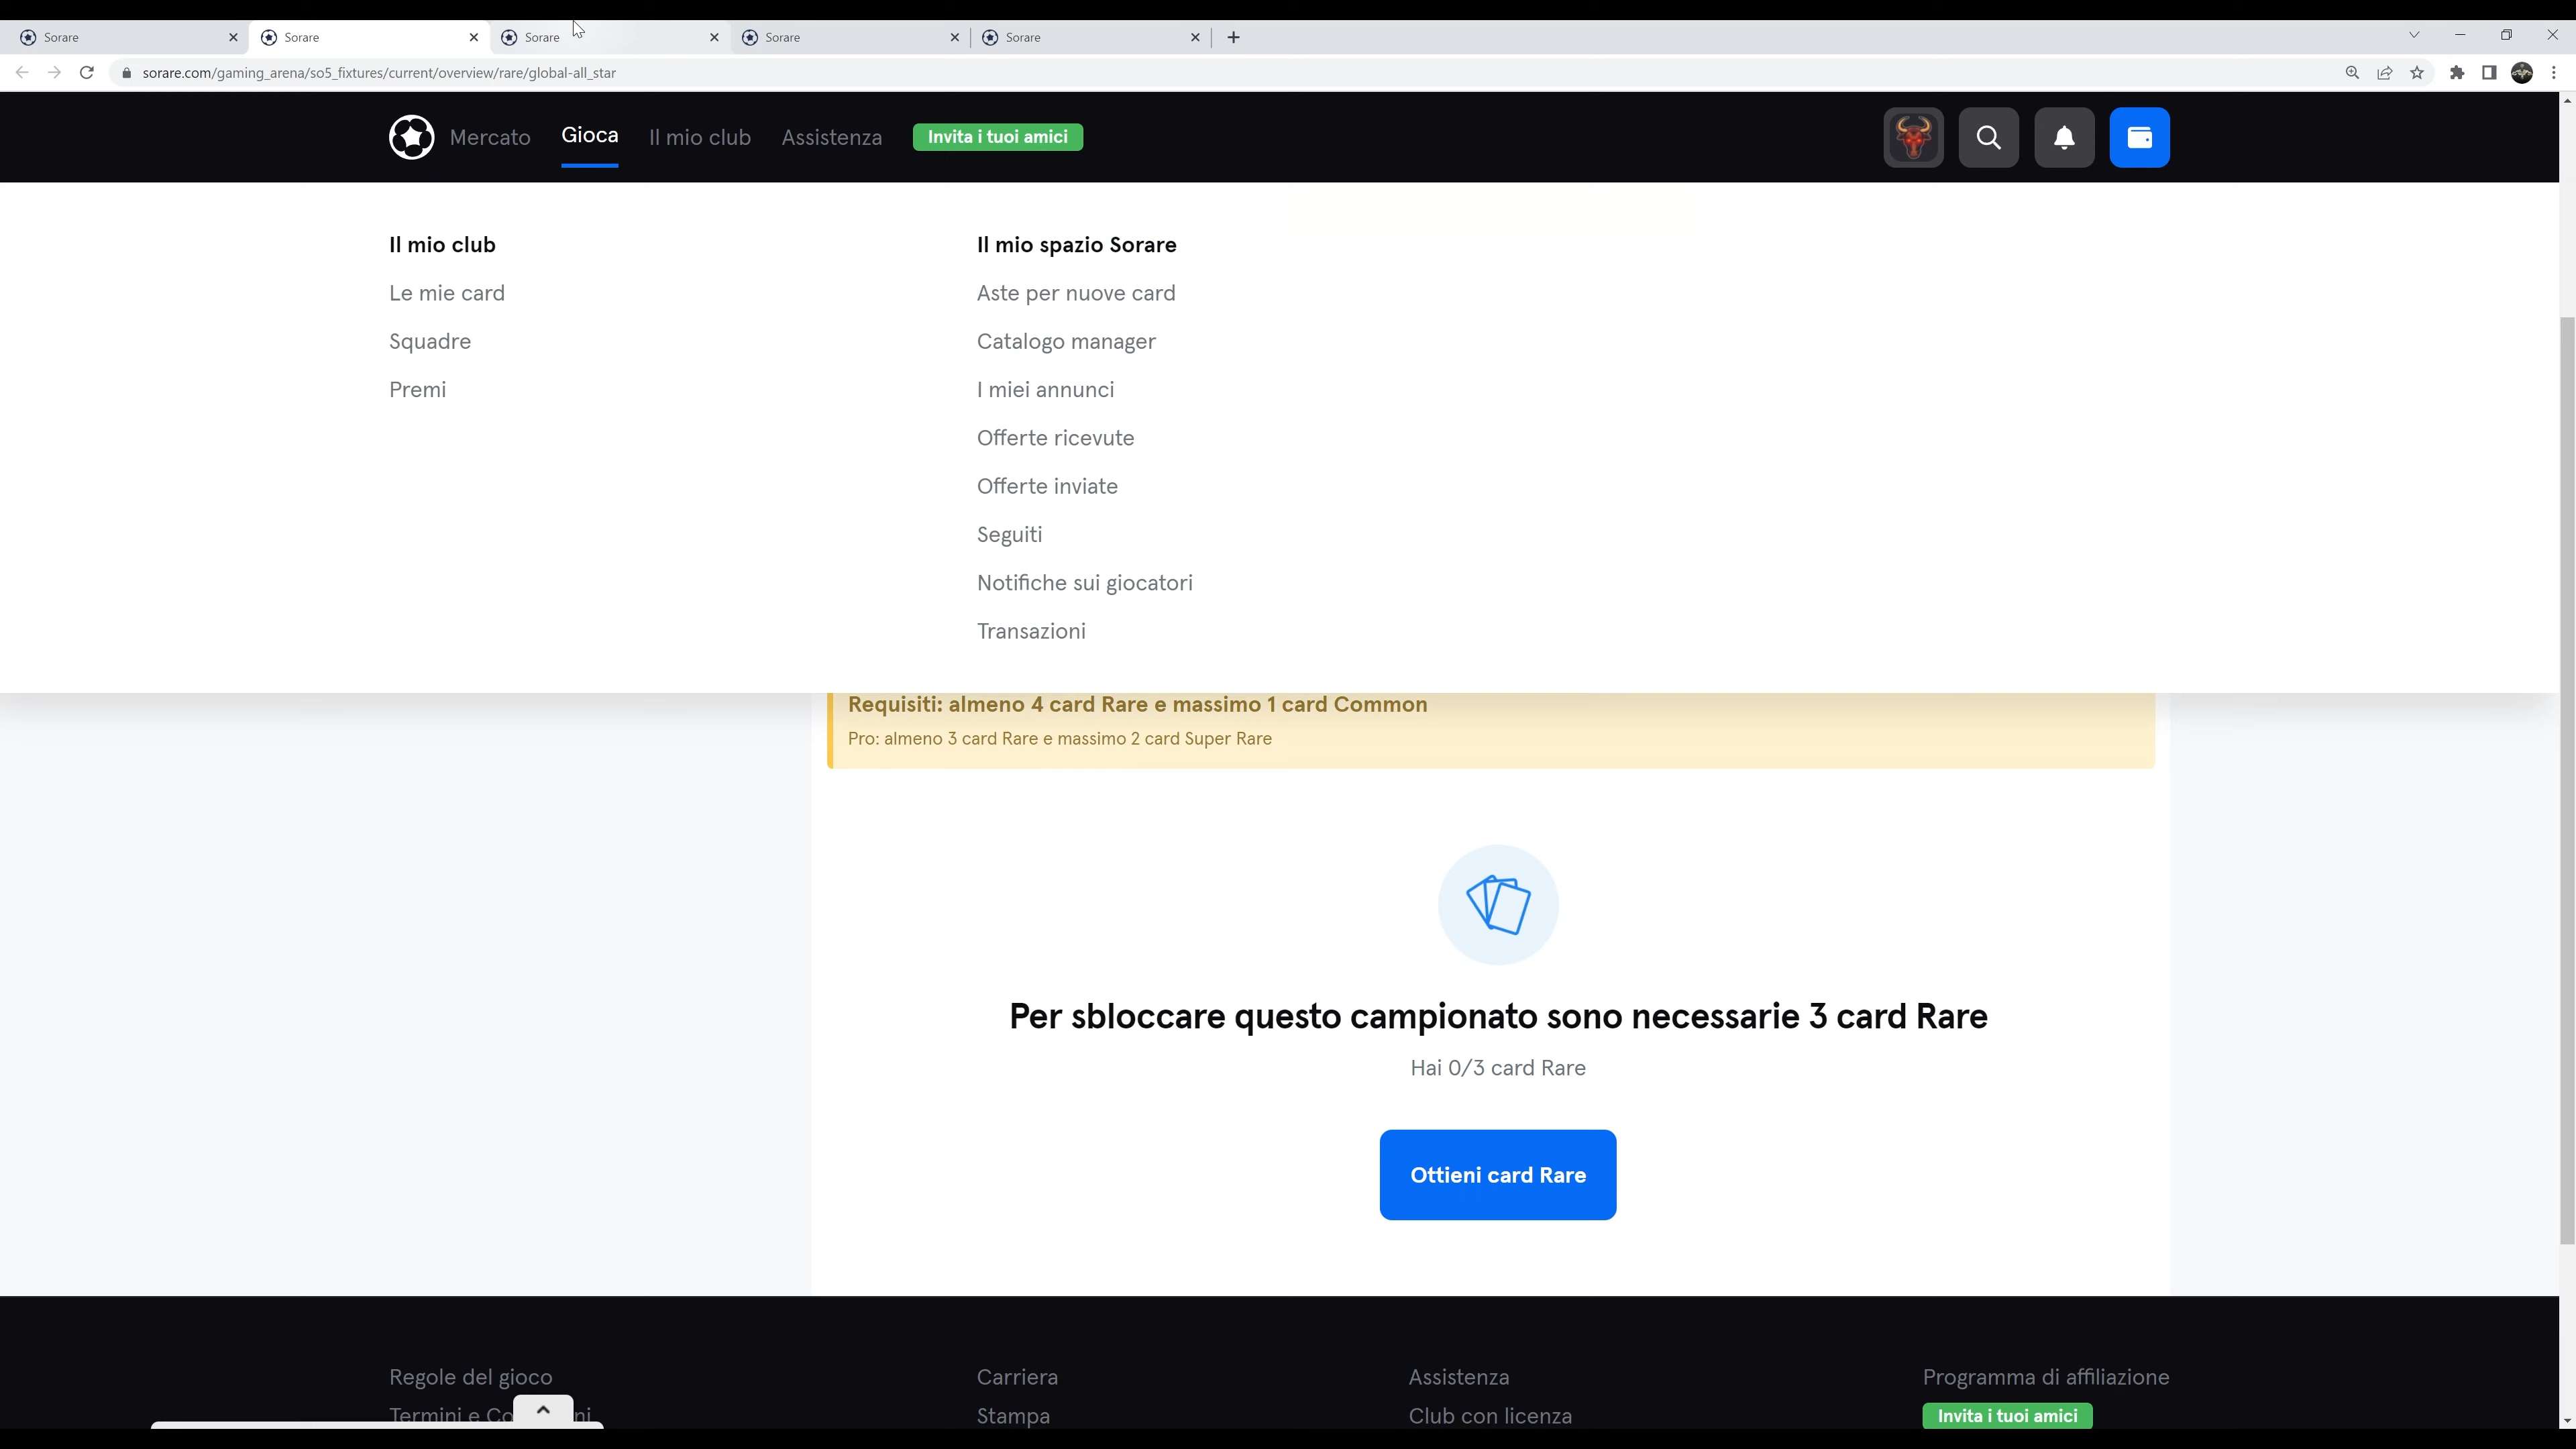 Sorare
Sorare
Sorare
Sorare
Sorare
sorare.com/gaming_arena/so5_fixtures/current/overview/rare/global-all_star
Mercato
Gioca
Il mio club
Assistenza
Invita i tuoi amici
Il mio club
Le mie card
Squadre
Premi
Il mio spazio Sorare
Aste per nuove card
Catalogo manager
I miei annunci
Offerte ricevute
Offerte inviate
Seguiti
Notifiche sui giocatori
Transazioni
Requisiti: almeno 4 card Rare e massimo 1 card Common
Pro: almeno 3 card Rare e massimo 2 card Super Rare
Per sbloccare questo campionato sono necessarie 3 card Rare
Hai 0/3 card Rare
Ottieni card Rare
Regole del gioco
Termini e
Carriera
Stampa
Assistenza
Club con licenza
Programma di affiliazione
Invita i tuoi amici